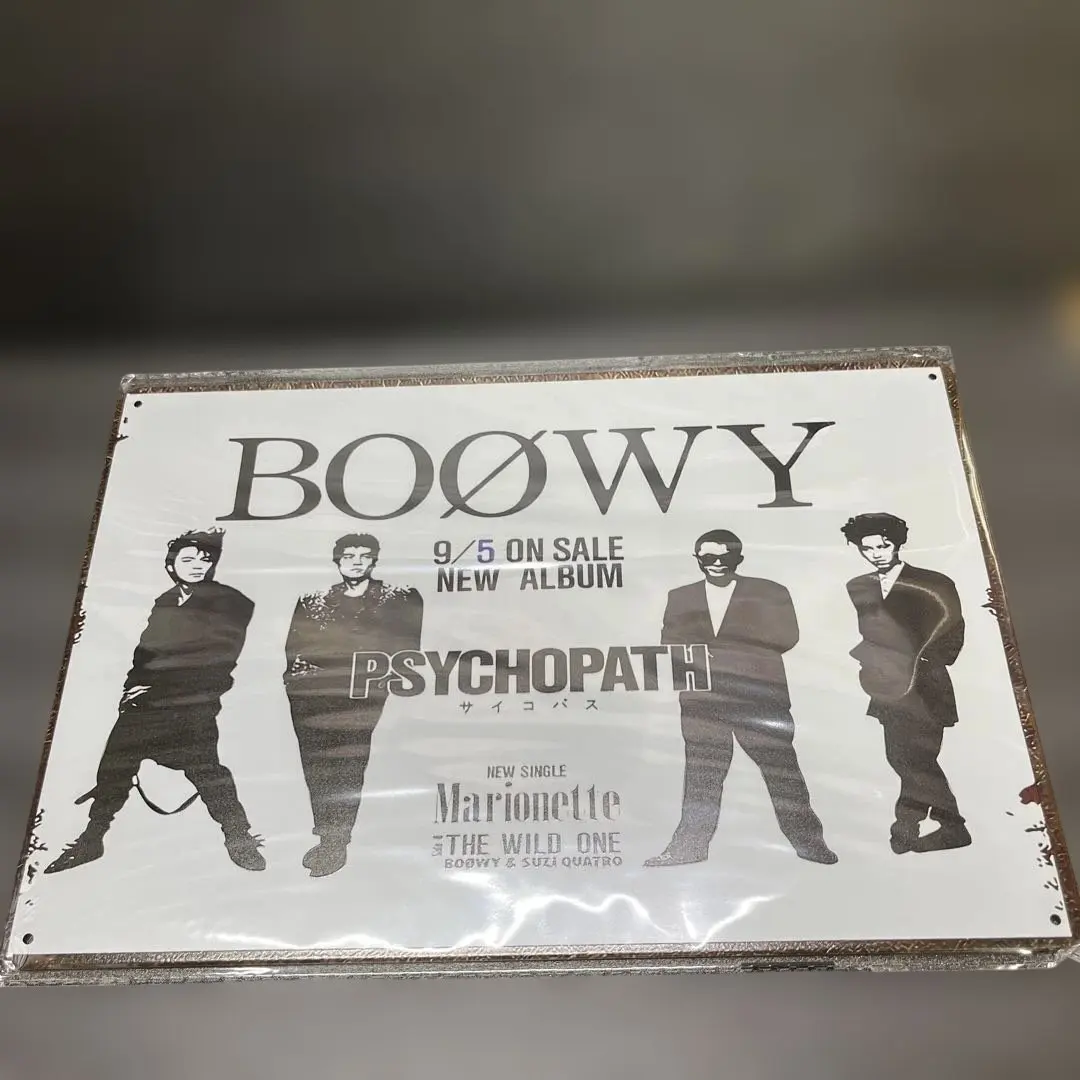 BOØWY
9/5 ON SALE
NEW ALBUM
PSYCHOPATH
サイコパス
NEW SINGLE
Marionette
THE WILD ONE
BOØWY & SUZI QUATRO